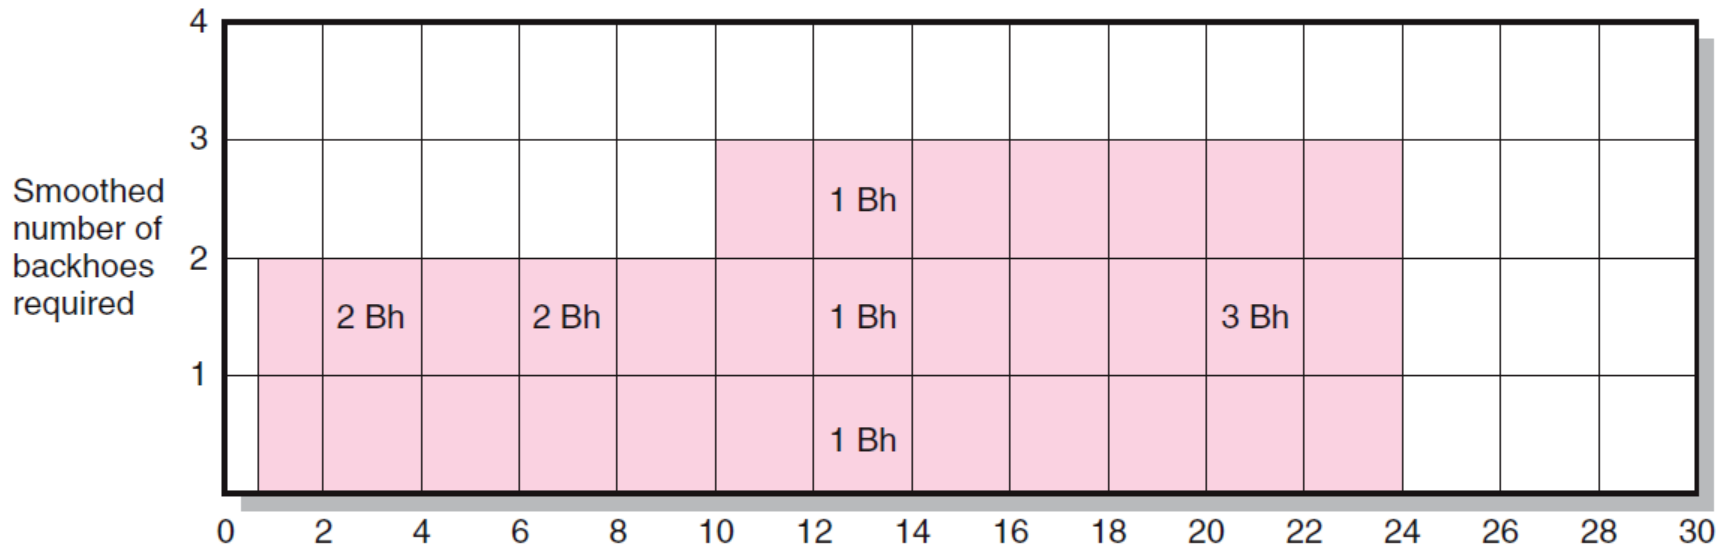 4
3
Smoothed
number of
backhoes
required
2
1
1 Bh
2 Bh 2 Bh 1 Bh 3 Bh
1 Bh
0 2 4 6 8 10 12 14 16 18 20 22 24 26 28 30